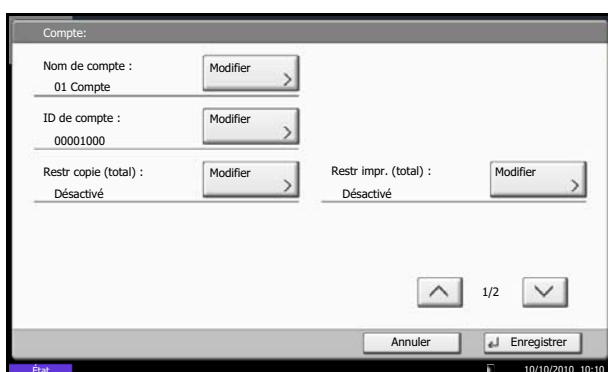 Compte:
Nom de compte :
Modifier
01 Compte
ID de compte :
Modifier
00001000
Restr copie (total) :
Modifier
Restr impr. (total) :
Modifier
Désactivé
Désactivé
1/2
Annuler
Enregistrer
État
10/10/2010 10:10